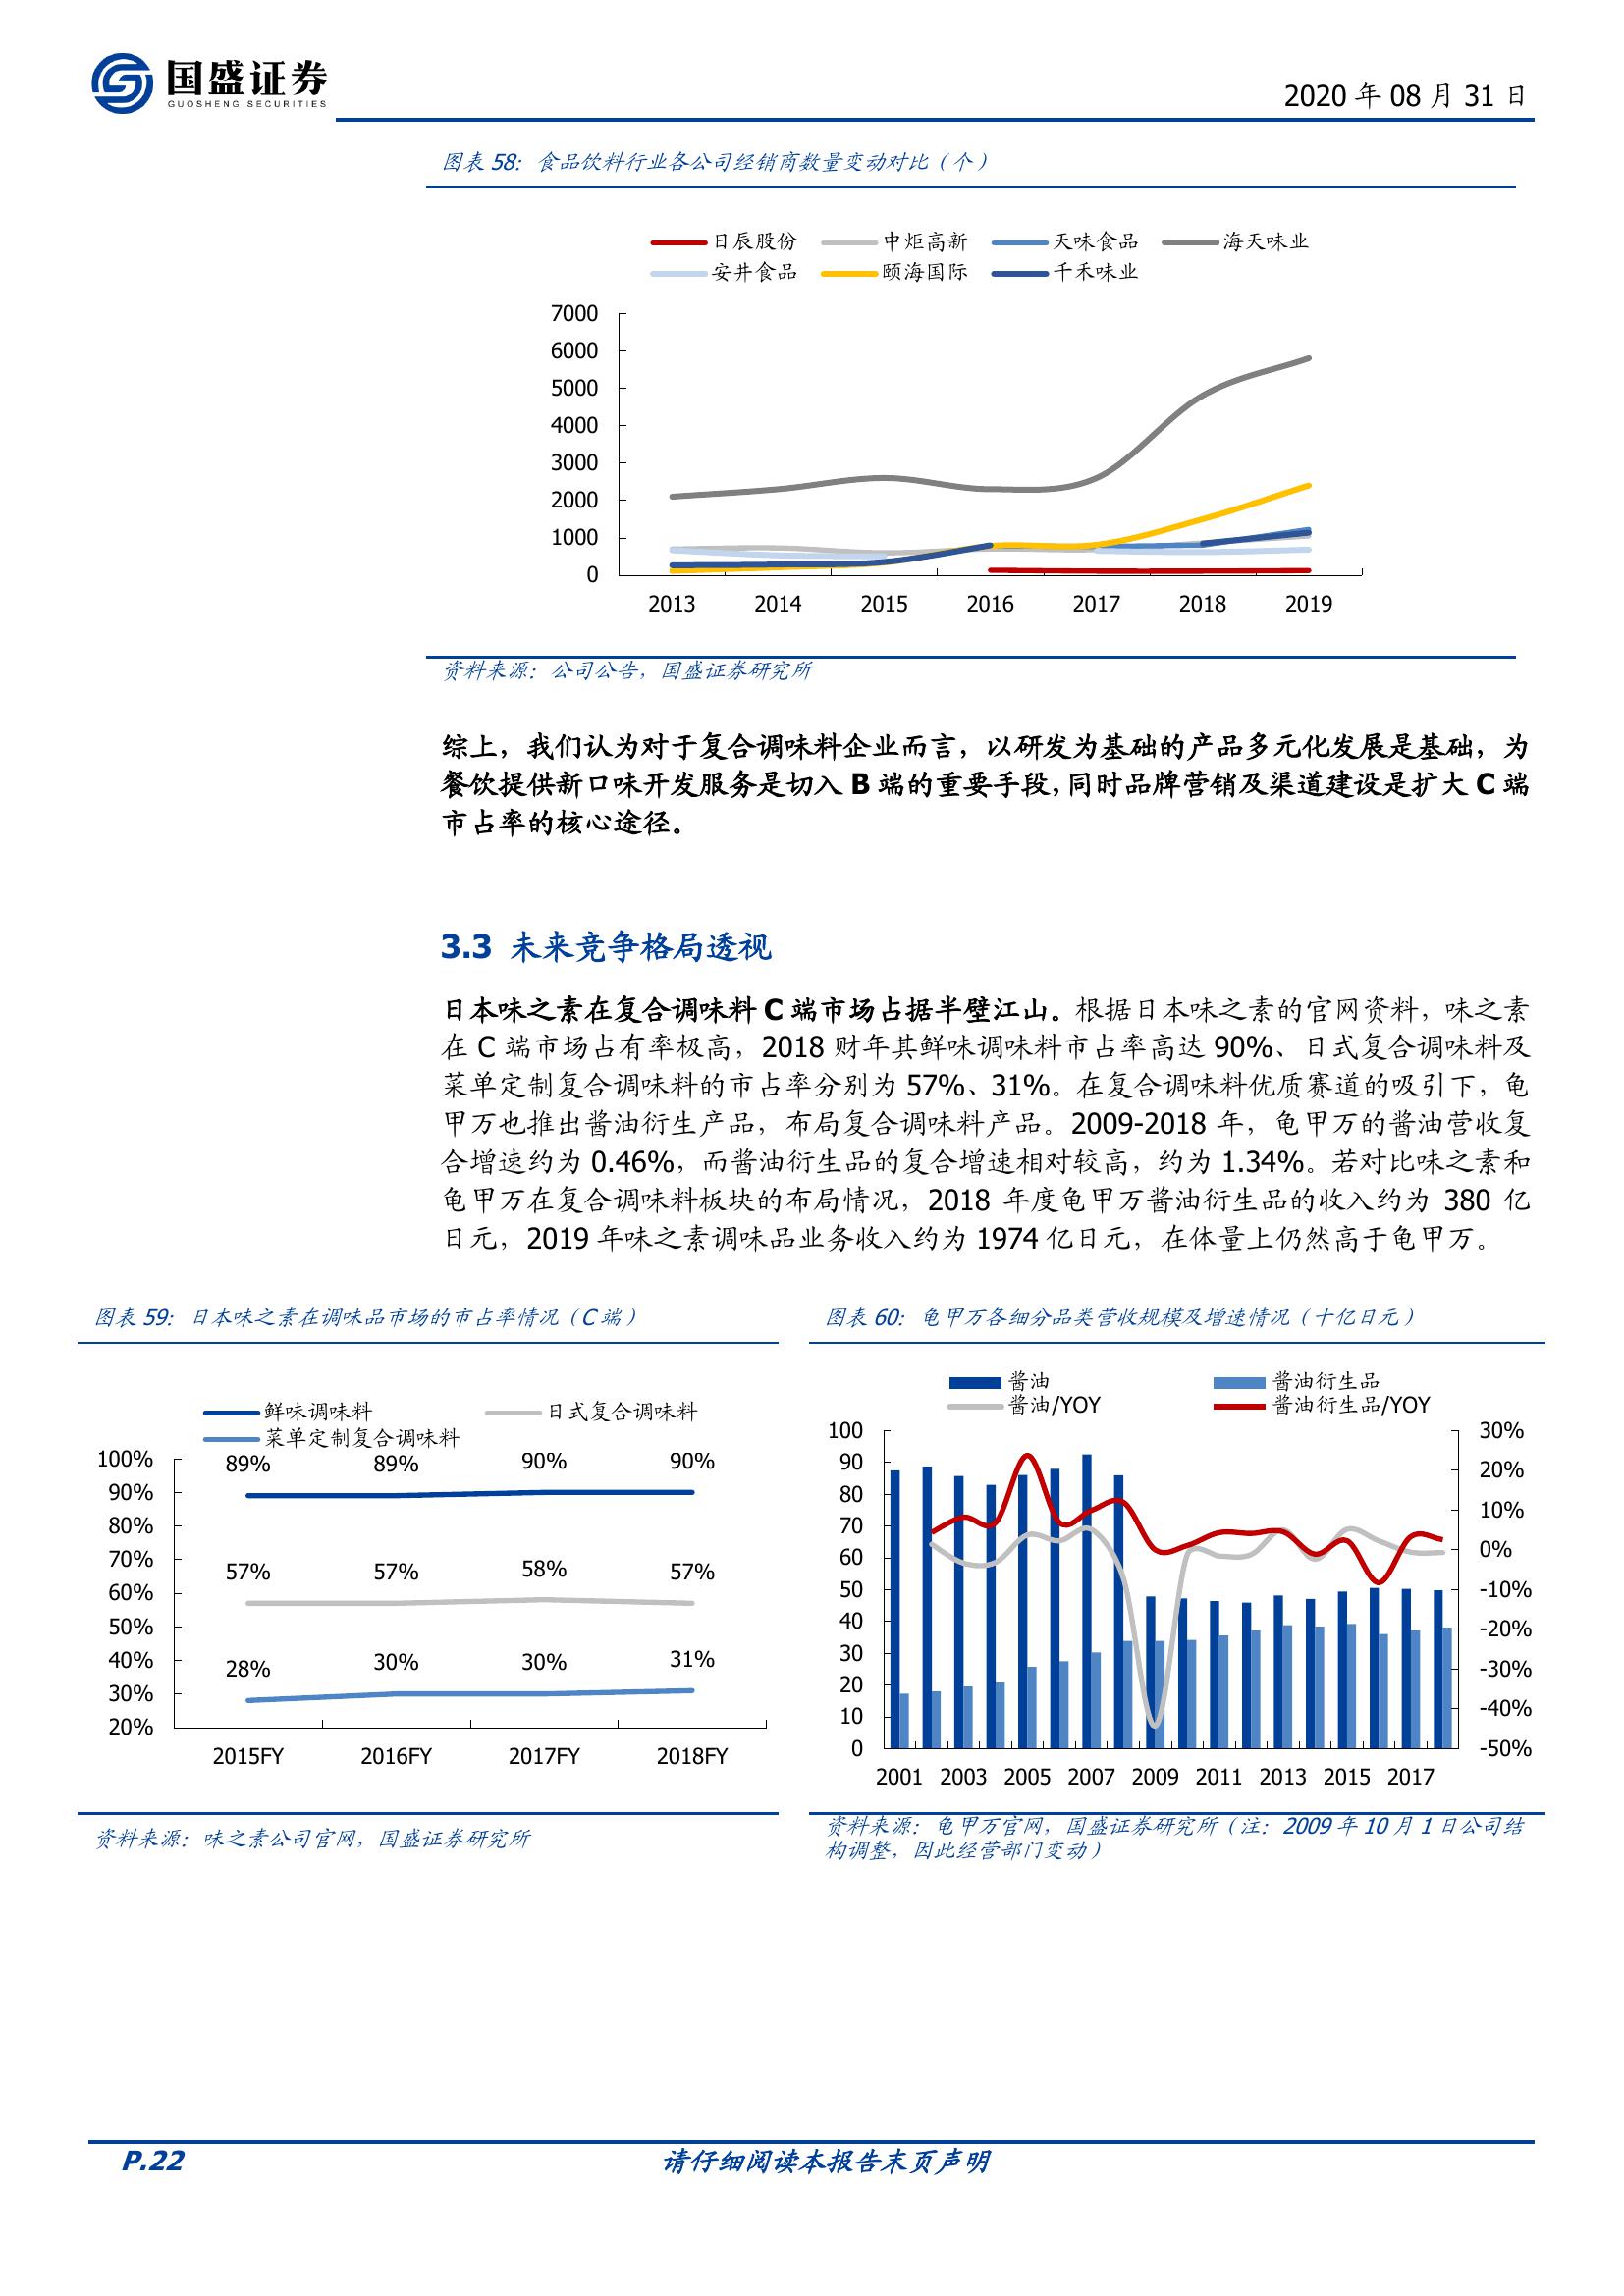 国盛证券
GUOSHENG SECURITIES
2020 年 08 月 31 日
图表 58：食品饮料行业各公司经销商数量变动对比（个）
日辰股份 中炬高新 天味食品 海天味业
安井食品 颐海国际 千禾味业
7000
6000
5000
4000
3000
2000
1000
0
2013 2014 2015 2016 2017 2018 2019
资料来源：公司公告，国盛证券研究所
综上，我们认为对于复合调味料企业而言，以研发为基础的产品多元化发展是基础，为
餐饮提供新口味开发服务是切入 B 端的重要手段，同时品牌营销及渠道建设是扩大 C 端
市占率的核心途径。
3.3 未来竞争格局透视
日本味之素在复合调味料 C 端市场占据半壁江山。根据日本味之素的官网资料，味之素
在 C 端市场占有率极高，2018 财年其鲜味调味料市占率高达 90%、日式复合调味料及
菜单定制复合调味料的市占率分别为 57%、31%。在复合调味料优质赛道的吸引下，龟
甲万也推出酱油衍生产品，布局复合调味料产品。2009-2018 年，龟甲万的酱油营收复
合增速约为 0.46%，而酱油衍生品的复合增速相对较高，约为 1.34%。若对比味之素和
龟甲万在复合调味料板块的布局情况，2018 年度龟甲万酱油衍生品的收入约为 380 亿
日元，2019 年味之素调味品业务收入约为 1974 亿日元，在体量上仍然高于龟甲万。
图表 59：日本味之素在调味品市场的市占率情况（C 端）
鲜味调味料 日式复合调味料
菜单定制复合调味料
100%
90%
80%
70%
60%
50%
40%
30%
20%
89% 89% 90% 90%
57% 57% 58% 57%
28% 30% 30% 31%
2015FY 2016FY 2017FY 2018FY
资料来源：味之素公司官网，国盛证券研究所
图表 60：龟甲万各细分品类营收规模及增速情况（十亿日元）
酱油 酱油衍生品
酱油/YOY 酱油衍生品/YOY
100
90
80
70
60
50
40
30
20
10
0
30%
20%
10%
0%
-10%
-20%
-30%
-40%
-50%
2001 2003 2005 2007 2009 2011 2013 2015 2017
资料来源：龟甲万官网，国盛证券研究所（注：2009 年 10 月 1 日公司结
构调整，因此经营部门变动）
P.22
请仔细阅读本报告末页声明